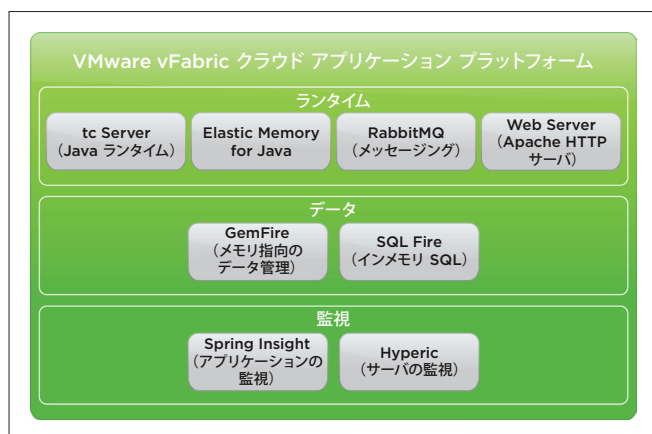 VMware vFabric クラウド アプリケーション プラットフォーム
ランタイム
tc Server
（Java ランタイム）
Elastic Memory
for Java
RabbitMQ
（メッセージング）
Web Server
（Apache HTTP
サーバ）
データ
GemFire
（メモリ指向の
データ管理）
SQL Fire
（インメモリ SQL）
監視
Spring Insight
（アプリケーションの
監視）
Hyperic
（サーバの監視）